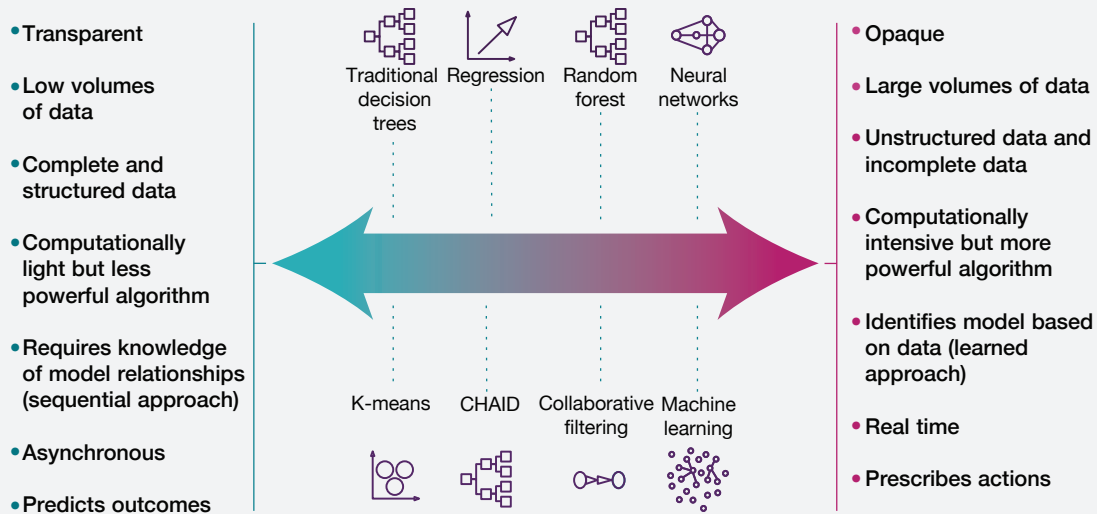 Transparent
Low volumes
of data
Complete and
structured data
Computationally
light but less
powerful algorithm
Requires knowledge
of model relationships
(sequential approach)
Asynchronous
Predicts outcomes
Traditional
decision
trees
Regression
Random
forest
Neural
networks
K-means
CHAID
Collaborative
filtering
Machine
learning
Opaque
Large volumes of data
Unstructured data and
incomplete data
Computationally
intensive but more
powerful algorithm
Identifies model based
on data (learned
approach)
Real time
Prescribes actions